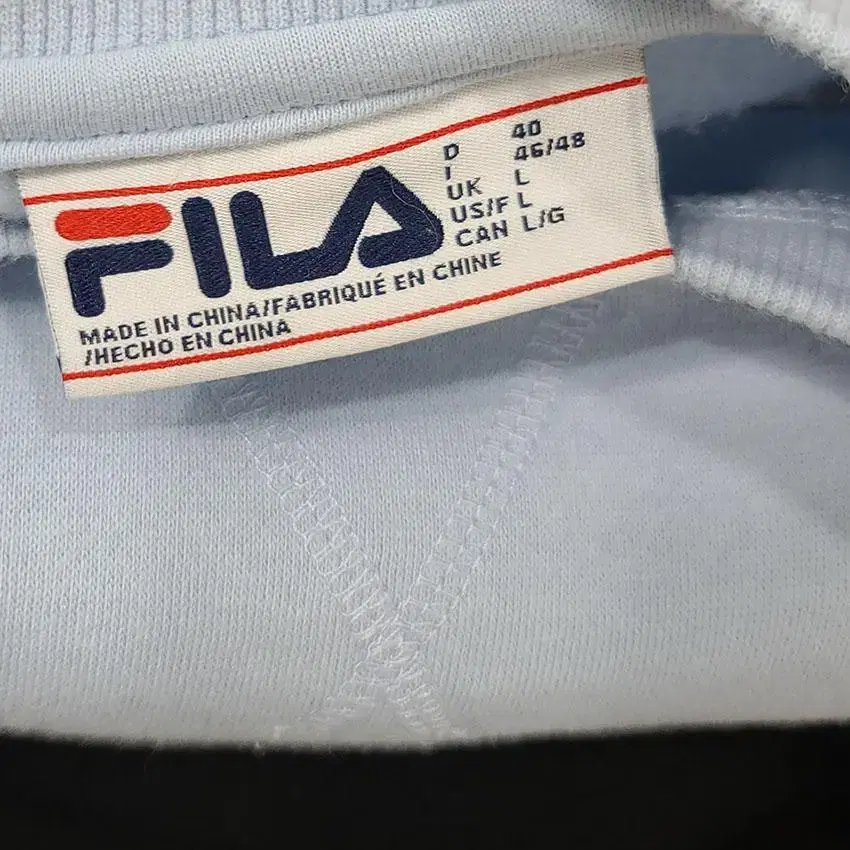 FILA
D 40
I 46/48
UK L
US/F L
CAN L/G
MADE IN CHINA/FABRIQUÉ EN CHINE
/HECHO EN CHINA